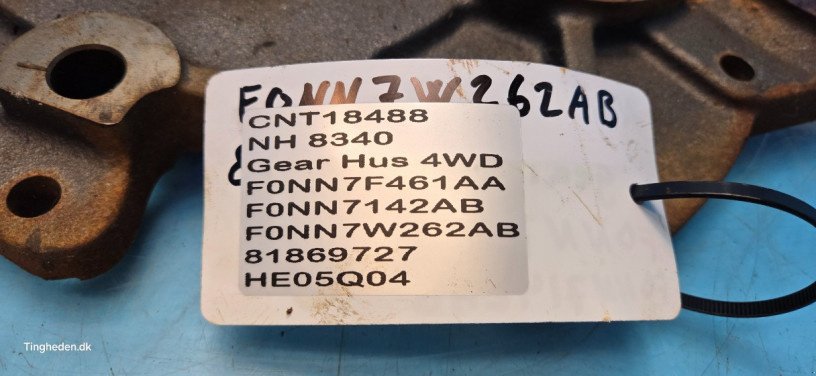 F0NN7W262AB
CNT18488
NH 8340
Gear Hus 4WD
F0NN7F461AA
F0NN7142AB
F0NN7W262AB
81869727
HE05Q04
Tingheden.dk